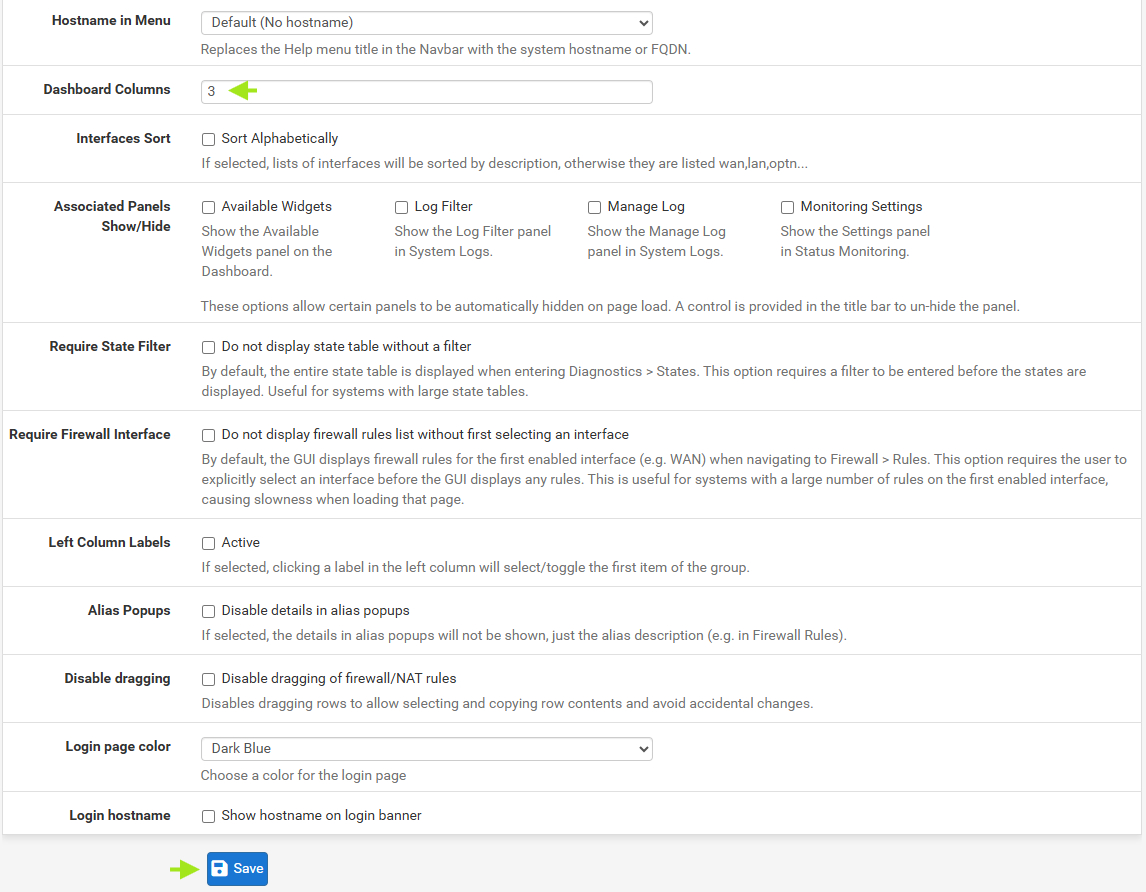 Hostname in Menu
Default (No hostname)
Replaces the Help menu title in the Navbar with the system hostname or FQDN.
Dashboard Columns
3
Interfaces Sort
Sort Alphabetically
If selected, lists of interfaces will be sorted by description, otherwise they are listed wan,lan,optn...
Associated Panels
Show/Hide
Available Widgets
Show the Available
Widgets panel on the
Dashboard.
Log Filter
Show the Log Filter panel
in System Logs.
Manage Log
Show the Manage Log
panel in System Logs.
Monitoring Settings
Show the Settings panel
in Status Monitoring.
These options allow certain panels to be automatically hidden on page load. A control is provided in the title bar to un-hide the panel.
Require State Filter
Do not display state table without a filter
By default, the entire state table is displayed when entering Diagnostics > States. This option requires a filter to be entered before the states are
displayed. Useful for systems with large state tables.
Require Firewall Interface
Do not display firewall rules list without first selecting an interface
By default, the GUI displays firewall rules for the first enabled interface (e.g. WAN) when navigating to Firewall > Rules. This option requires the user to
explicitly select an interface before the GUI displays any rules. This is useful for systems with a large number of rules on the first enabled interface,
causing slowness when loading that page.
Left Column Labels
Active
If selected, clicking a label in the left column will select/toggle the first item of the group.
Alias Popups
Disable details in alias popups
If selected, the details in alias popups will not be shown, just the alias description (e.g. in Firewall Rules).
Disable dragging
Disable dragging of firewall/NAT rules
Disables dragging rows to allow selecting and copying row contents and avoid accidental changes.
Login page color
Dark Blue
Choose a color for the login page
Login hostname
Show hostname on login banner
Save